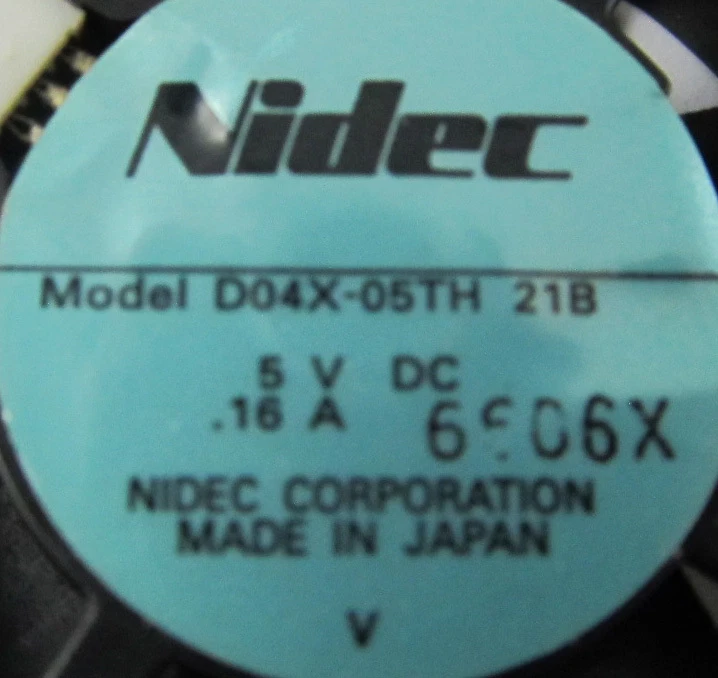 Nidec
Model D04X-05TH 21B
5 V DC
.16 A
NIDEC CORPORATION
MADE IN JAPAN
V